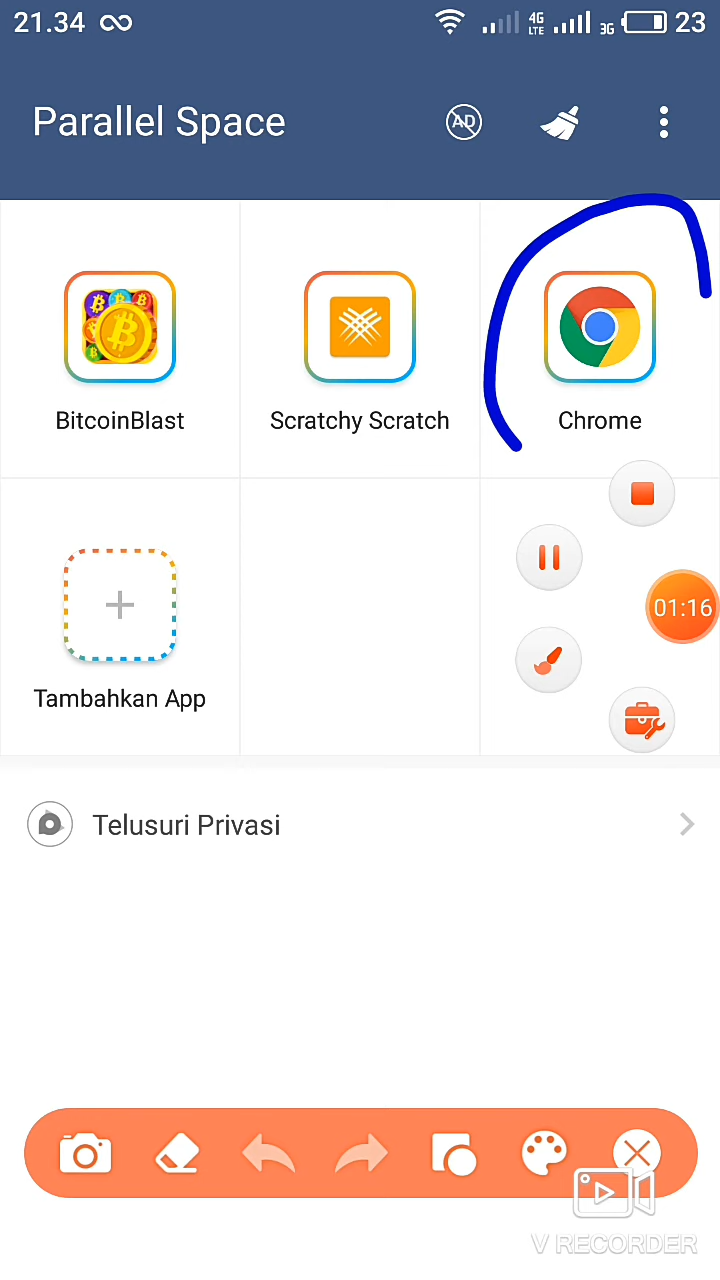 21.34
4G
LTE
3G
23
Parallel Space
AD
BitcoinBlast
Scratchy Scratch
Chrome
01:16
Tambahkan App
Telusuri Privasi
V RECORDER